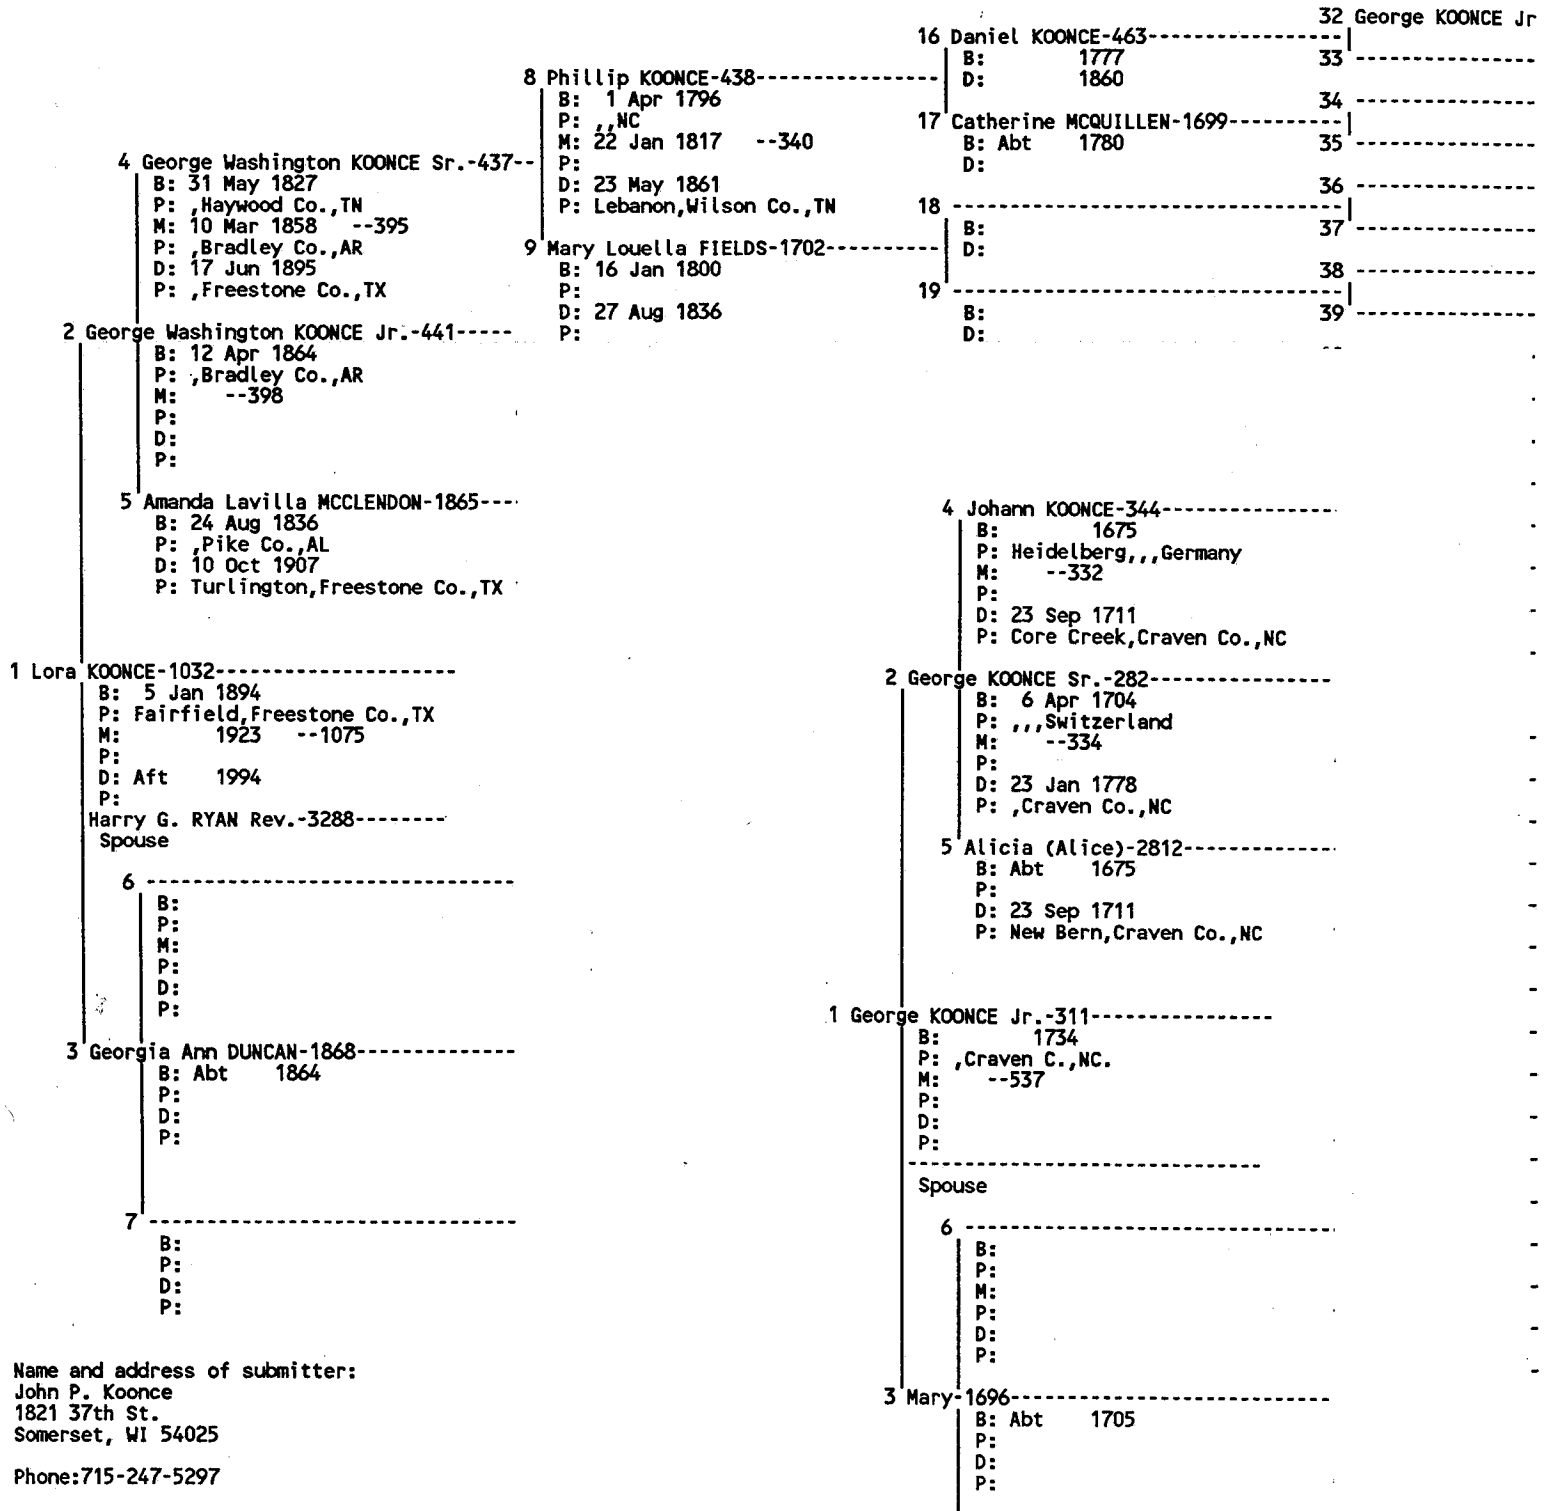 32 George KOONCE Jr
16 Daniel KOONCE-463----------------
B: 1777
D: 1860
33 ---------------
34 ---------------
17 Catherine MCQUILLEN-1699----------
B: Abt 1780
D:
35 ---------------
8 Phillip KOONCE-438---------------
B: 1 Apr 1796
P: ,,NC
M: 22 Jan 1817 --340
P:
D: 23 May 1861
P: Lebanon,Wilson Co.,TN
36 ---------------
18 --------------------------------
B:
D:
37 ---------------
9 Mary Louella FIELDS-1702----------
B: 16 Jan 1800
P:
D: 27 Aug 1836
P:
38 ---------------
19 --------------------------------
B:
D:
39 ---------------
4 George Washington KOONCE Sr.-437--
B: 31 May 1827
P: ,Haywood Co.,TN
M: 10 Mar 1858 --395
P: ,Bradley Co.,AR
D: 17 Jun 1895
P: ,Freestone Co.,TX
2 George Washington KOONCE Jr.-441-----
B: 12 Apr 1864
P: ,Bradley Co.,AR
M: --398
P:
D:
P:
5 Amanda Lavilla MCCLENDON-1865----
B: 24 Aug 1836
P: ,Pike Co.,AL
D: 10 Oct 1907
P: Turlington,Freestone Co.,TX
1 Lora KOONCE-1032---------------------
B: 5 Jan 1894
P: Fairfield,Freestone Co.,TX
M: 1923 --1075
P:
D: Aft 1994
P:
Harry G. RYAN Rev.-3288--------
Spouse
6 --------------------------------
B:
P:
M:
P:
D:
P:
3 Georgia Ann DUNCAN-1868--------------
B: Abt 1864
P:
D:
P:
7 --------------------------------
B:
P:
D:
P:
Name and address of submitter:
John P. Koonce
1821 37th St.
Somerset, WI 54025
Phone:715-247-5297
4 Johann KOONCE-344---------------
B: 1675
P: Heidelberg,,,Germany
M: --332
P:
D: 23 Sep 1711
P: Core Creek,Craven Co.,NC
2 George KOONCE Sr.-282----------------
B: 6 Apr 1704
P: ,,,Switzerland
M: --334
P:
D: 23 Jan 1778
P: ,Craven Co.,NC
5 Alicia (Alice)-2812-------------
B: Abt 1675
P:
D: 23 Sep 1711
P: New Bern,Craven Co.,NC
1 George KOONCE Jr.-311----------------
B: 1734
P: ,Craven C.,NC.
M: --537
P:
D:
P:
-------------------------------
Spouse
6 --------------------------------
B:
P:
M:
P:
D:
P:
3 Mary-1696----------------------------
B: Abt 1705
P:
D:
P: